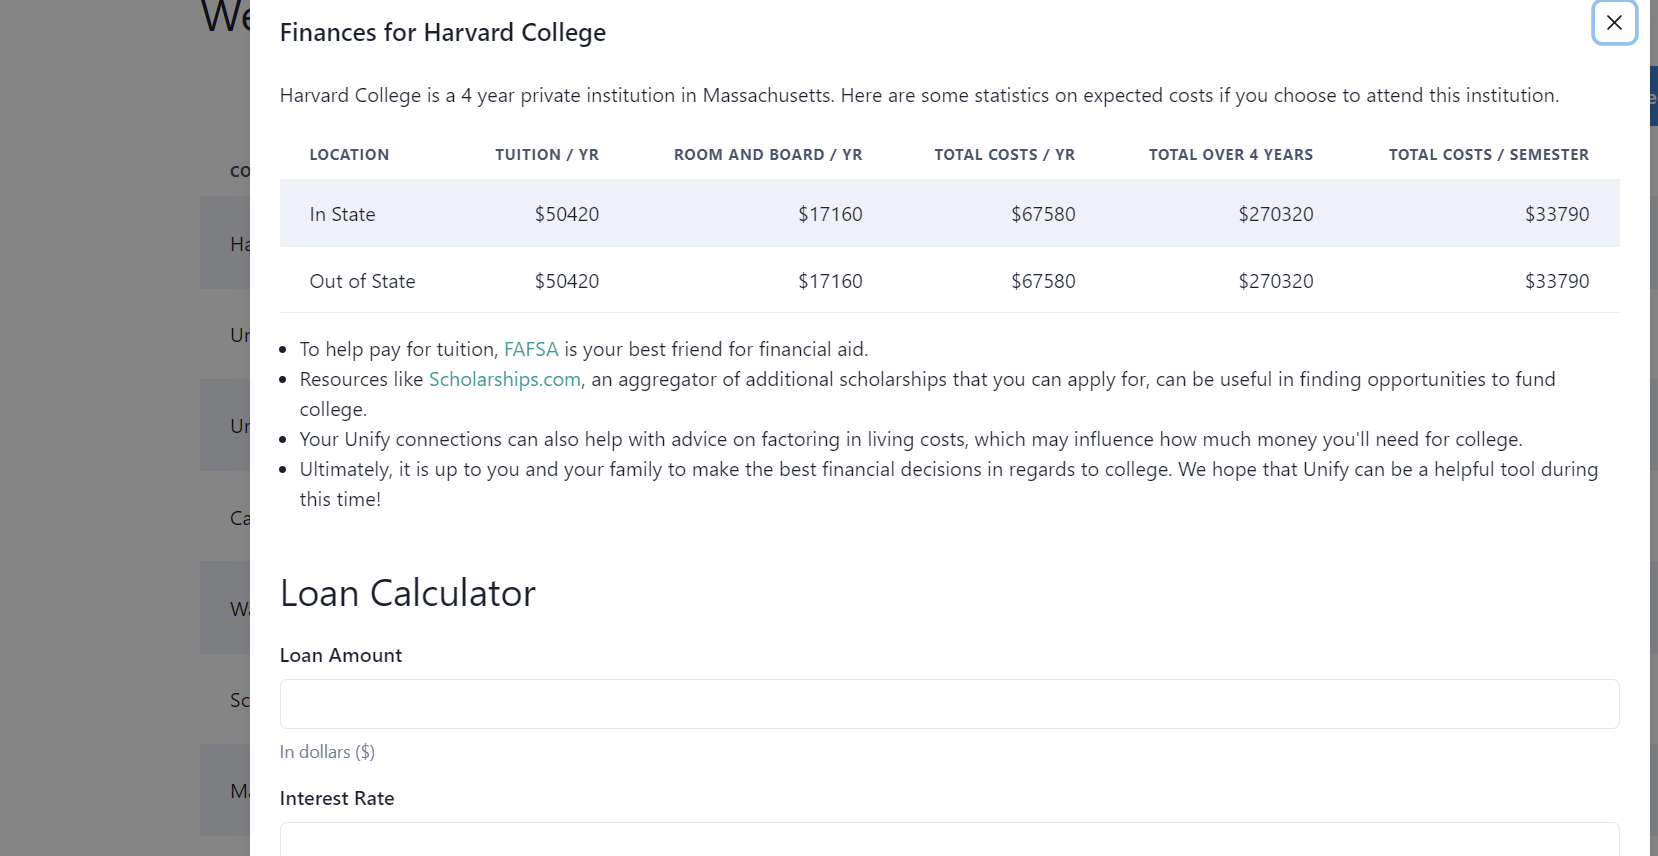 We
Finances for Harvard College
Harvard College is a 4 year private institution in Massachusetts. Here are some statistics on expected costs if you choose to attend this institution.
LOCATION TUITION / YR ROOM AND BOARD / YR TOTAL COSTS / YR TOTAL OVER 4 YEARS TOTAL COSTS / SEMESTER
In State $50420 $17160 $67580 $270320 $33790
Out of State $50420 $17160 $67580 $270320 $33790
To help pay for tuition, FAFSA is your best friend for financial aid.
Resources like Scholarships.com, an aggregator of additional scholarships that you can apply for, can be useful in finding opportunities to fund
college.
Your Unify connections can also help with advice on factoring in living costs, which may influence how much money you'll need for college.
Ultimately, it is up to you and your family to make the best financial decisions in regards to college. We hope that Unify can be a helpful tool during
this time!
Loan Calculator
Loan Amount
In dollars ($)
Interest Rate